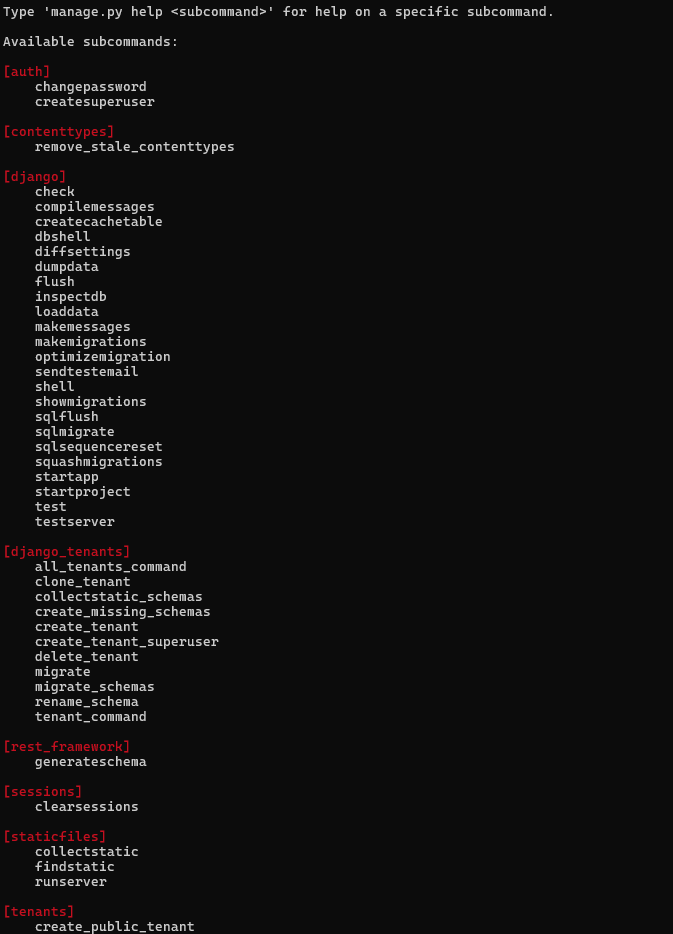 Type 'manage.py help <subcommand>' for help on a specific subcommand.
Available subcommands:
[auth]
changepassword
createsuperuser
[contenttypes]
remove_stale_contenttypes
[django]
check
compilemessages
createcachetable
dbshell
diffsettings
dumpdata
flush
inspectdb
loaddata
makemessages
makemigrations
optimizemigration
sendtestemail
shell
showmigrations
sqlflush
sqlmigrate
sqlsequencereset
squashmigrations
startapp
startproject
test
testserver
[django_tenants]
all_tenants_command
clone_tenant
collectstatic_schemas
create_missing_schemas
create_tenant
create_tenant_superuser
delete_tenant
migrate
migrate_schemas
rename_schema
tenant_command
[rest_framework]
generateschema
[sessions]
clearsessions
[staticfiles]
collectstatic
findstatic
runserver
[tenants]
create_public_tenant